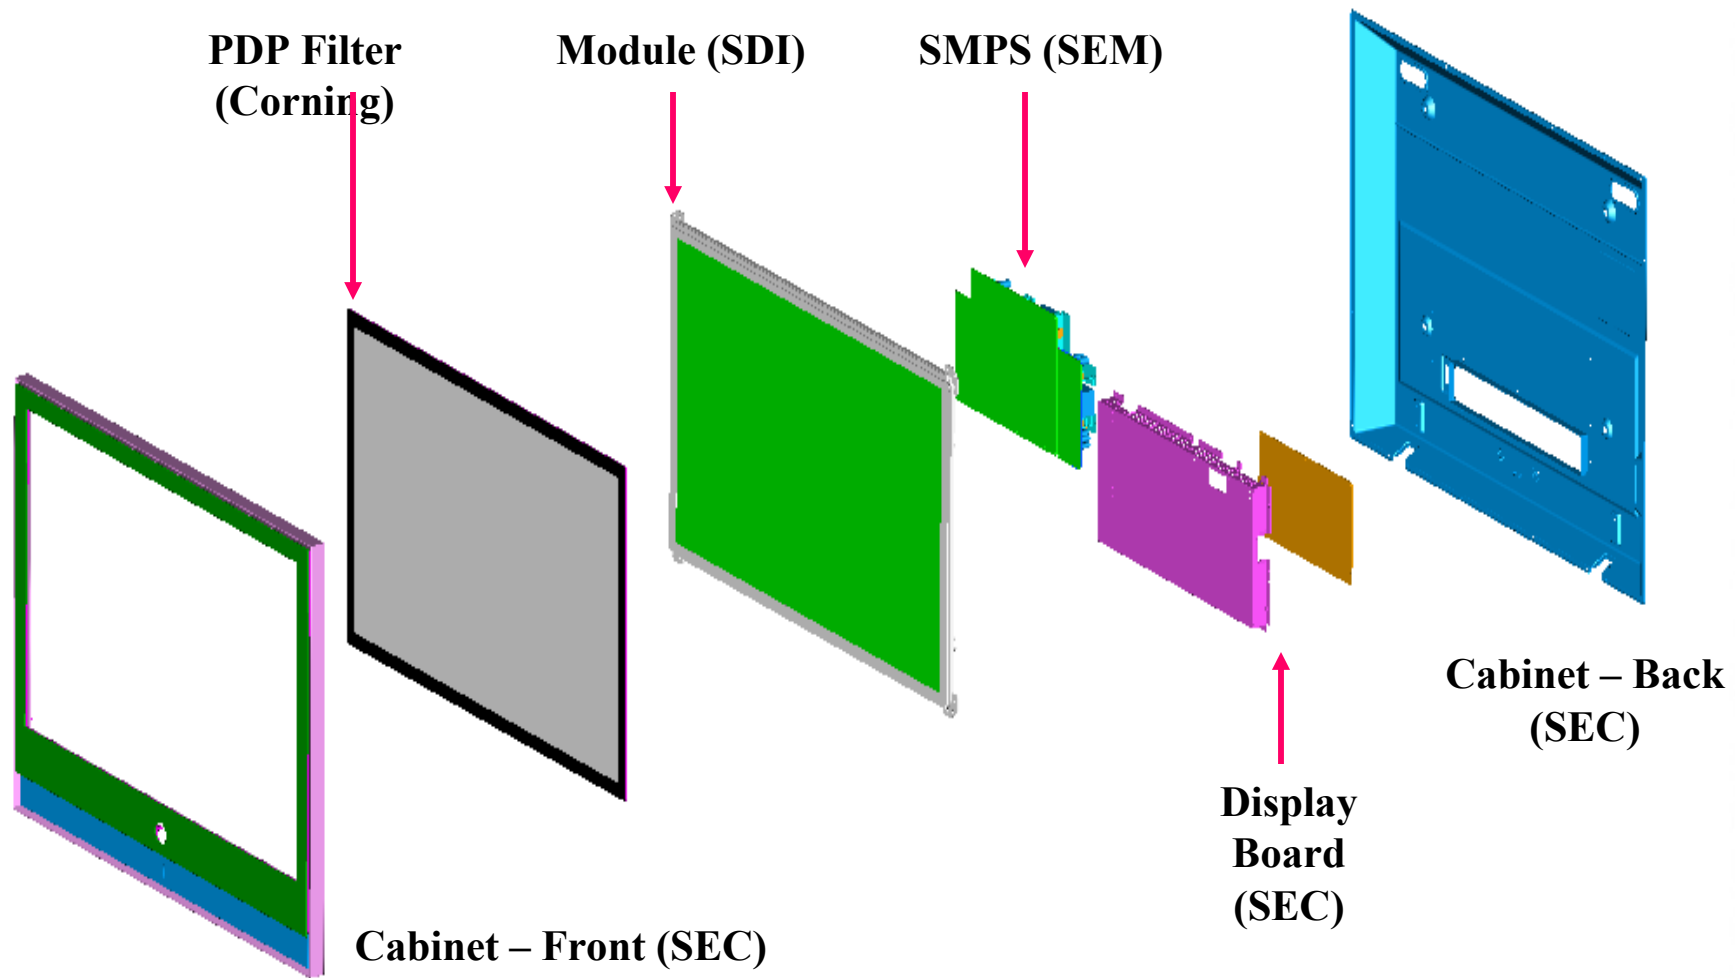 PDP Filter
(Corning)
Module (SDI)
SMPS (SEM)
Cabinet – Back
(SEC)
Display
Board
(SEC)
Cabinet – Front (SEC)